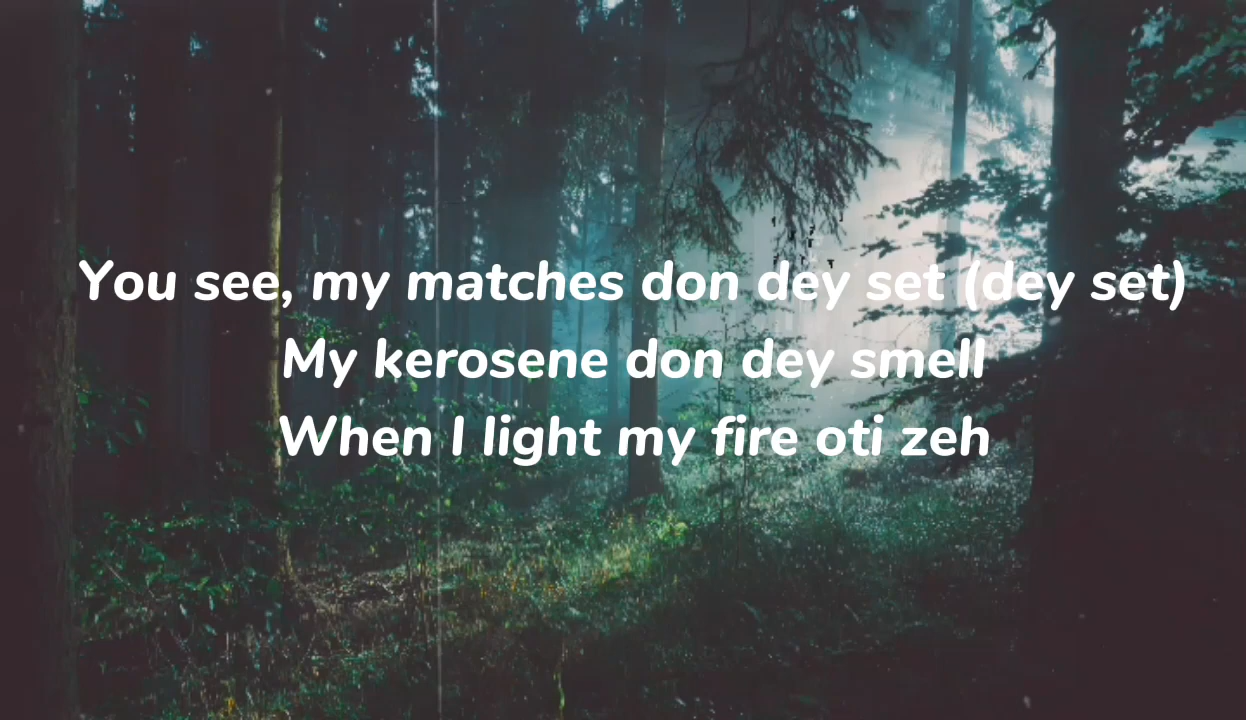 You see, my matches don dey set (dey set)
My kerosene don dey smell
When I light my fire oti zeh